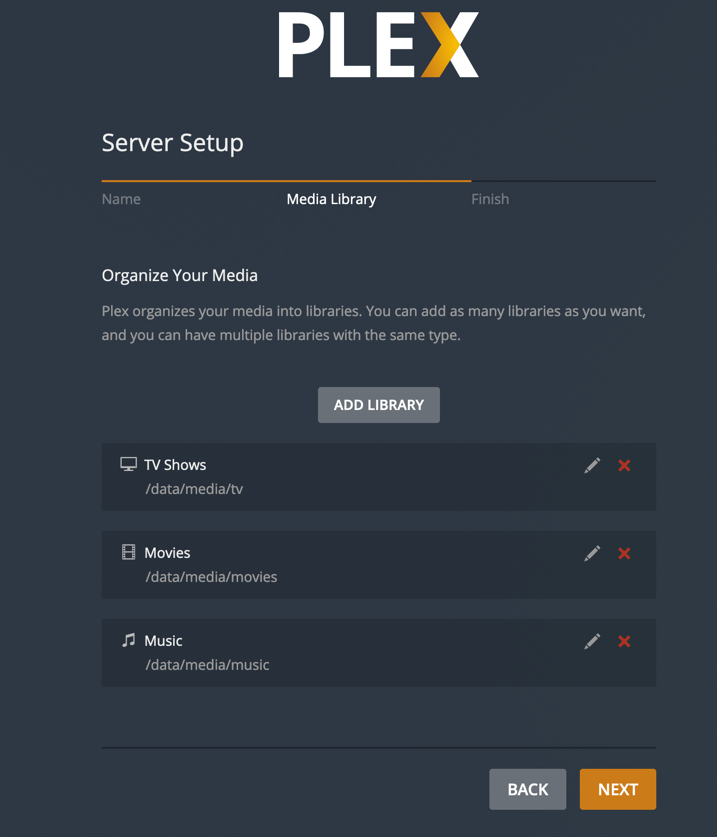 PLEX
Server Setup
Name Media Library Finish
Organize Your Media
Plex organizes your media into libraries. You can add as many libraries as you want,
and you can have multiple libraries with the same type.
ADD LIBRARY
TV Shows
/data/media/tv
Movies
/data/media/movies
Music
/data/media/music
BACK NEXT